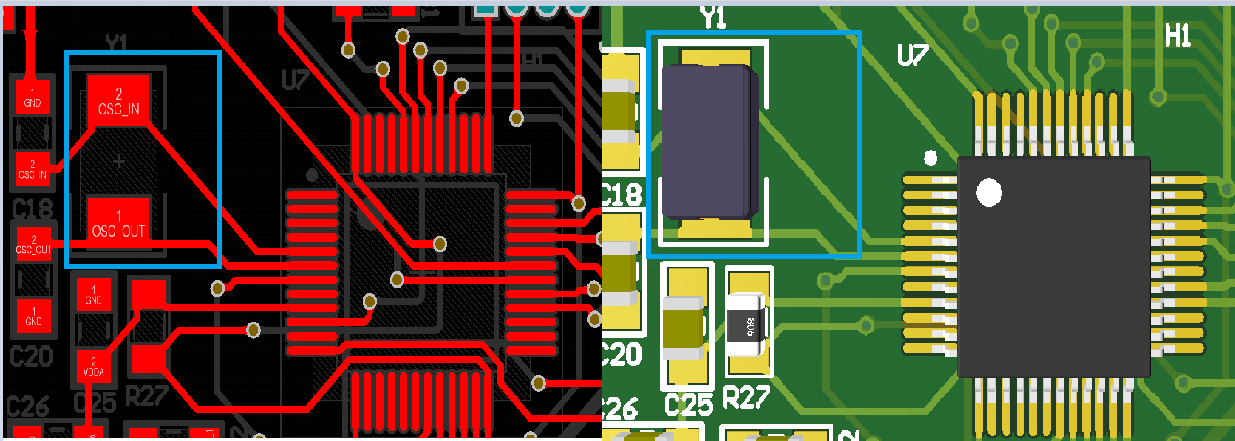 Y1
2
OSC_IN
1
OSC_OUT
GND
2
OSC_IN
C18
2
OSC_OUT
1
GND
C20
1
GND
2
VDDA
C25
R27
C26
U7
H1
Y1
U7
H1
C18
C20
C25
R27
C26